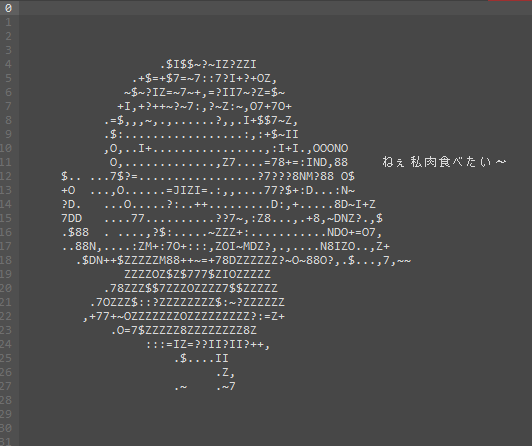 0
1
2
3
4 .$I$$~?~IZ?ZZI
5 .+$=+$7=~7::7?I+?+OZ,
6 ~$~?IZ=~7~+,=?II7~?Z=$~
7 +I,+?++~?~7:,?~Z:~,O7+7O+
8 .=$,,,~,.,......?,,.I+$$7~Z,
9 .$:.................:,:+$~II
10 ,O,..I+................,:I+I.,OOONO
11 O,.............,Z7....=78+=:IND,88 ねぇ私肉食べたい~
12 $.. ...7$?=.................?7???8NM?88 O$
13 +O ...,O......=JIZI=.:,,....77?$+:D...:N~
14 ?D. ...O.....?:..++.........D:,+.....8D~I+Z
15 7DD ....77..........??7~,:Z8...,.+8,~DNZ?.,$
16 .$88 . ....,?$:.....~ZZZ+:..........NDO+=O7,
17 ..88N,....:ZM+:7O+:::,ZOI~MDZ?,.,....N8IZO..,Z+
18 .$DN++$ZZZZZM88++~=+78DZZZZZZ?~O~88O?,.$...,7,~~
19 ZZZZOZ$Z$777$ZIOZZZZZ
20 .78ZZZ$$7ZZZOZZZZ7$$ZZZZZ
21 .7OZZZ$::?ZZZZZZZZ$:~?ZZZZZZ
22 ,+77+~OZZZZZZZOZZZZZZZZZ?:=Z+
23 .O=7$ZZZZZ8ZZZZZZZZ8Z
24 :::=IZ=??II?II?++,
25 .$....II
26 .Z,
27 .~ .~7
28
29
30
31